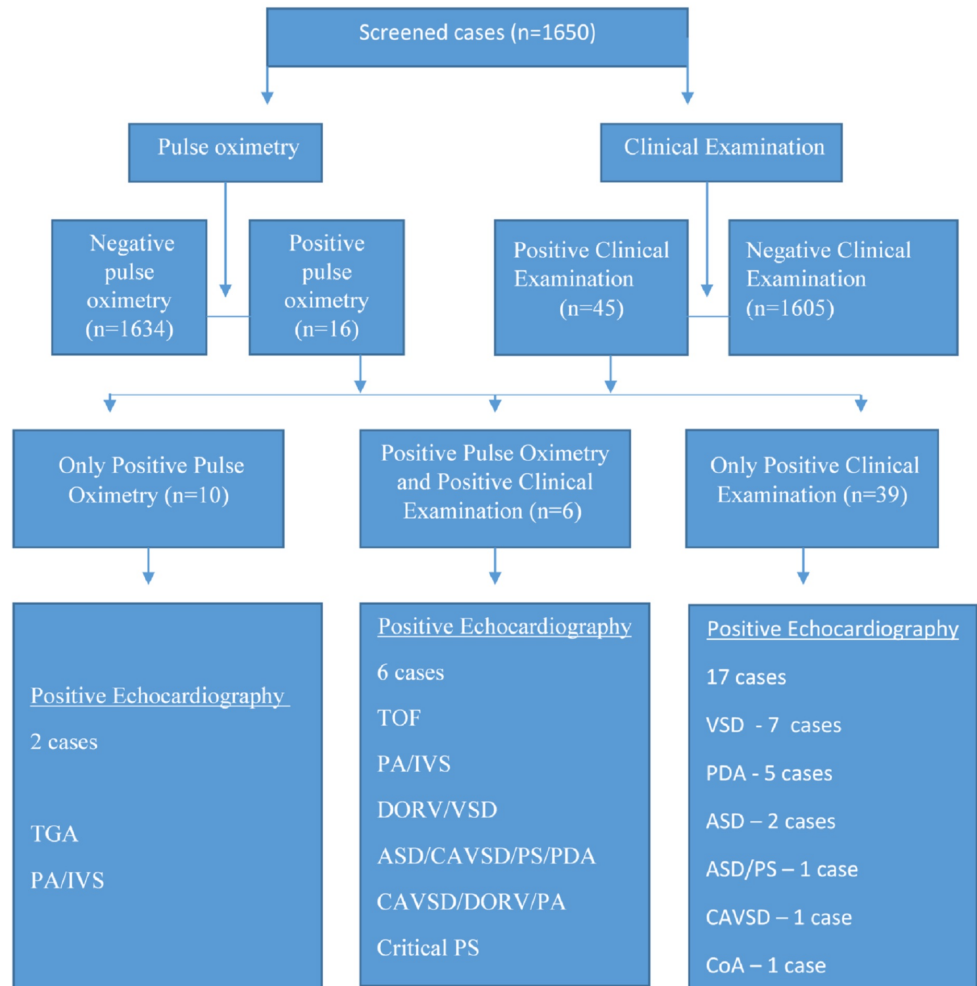 Screened cases (n=1650)
Pulse oximetry
Clinical Examination
Negative
pulse
oximetry
(n=1634)
Positive
pulse
oximetry
(n=16)
Positive Clinical
Examination
(n=45)
Negative Clinical
Examination
(n=1605)
Only Positive Pulse
Oximetry (n=10)
Positive Pulse Oximetry
and Positive Clinical
Examination (n=6)
Only Positive Clinical
Examination (n=39)
Positive Echocardiography
2 cases
TGA
PA/IVS
Positive Echocardiography
6 cases
TOF
PA/IVS
DORV/VSD
ASD/CAVSD/PS/PDA
CAVSD/DORV/PA
Critical PS
Positive Echocardiography
17 cases
VSD - 7 cases
PDA - 5 cases
ASD – 2 cases
ASD/PS – 1 case
CAVSD – 1 case
CoA – 1 case